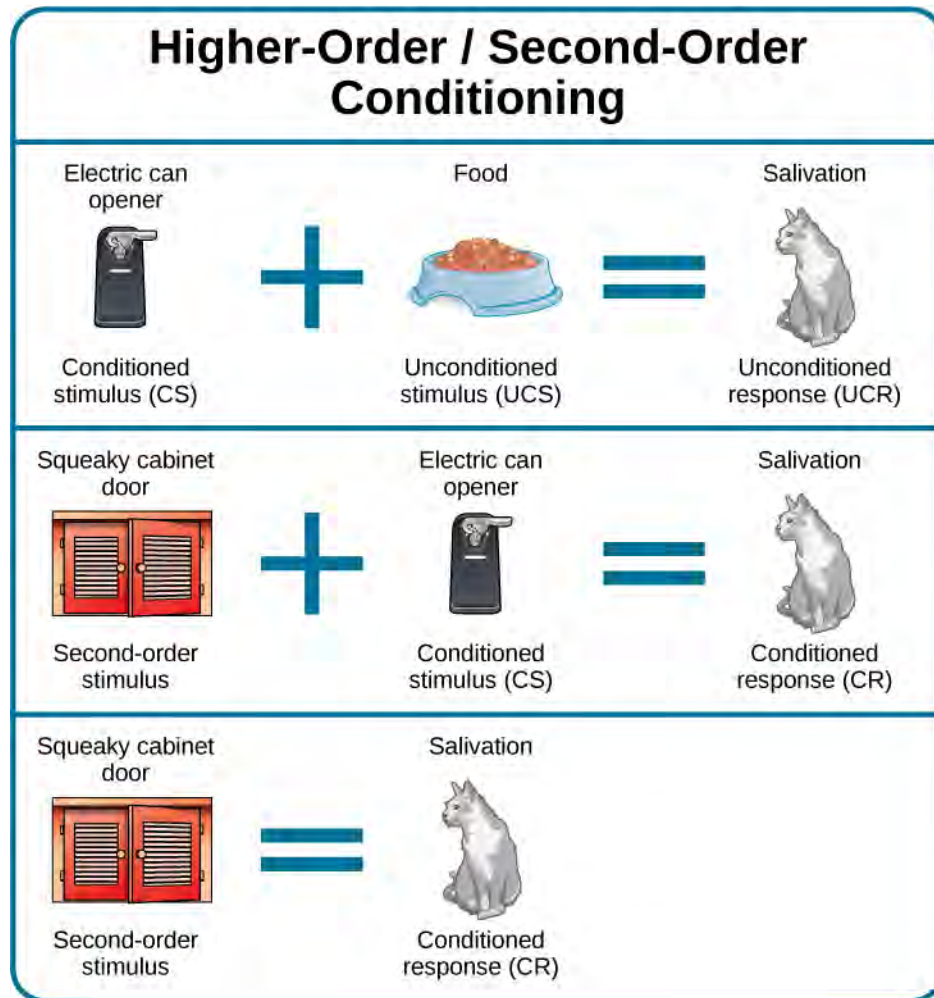 Higher-Order / Second-Order
Conditioning
Electric can
opener
Food
Salivation
Conditioned
stimulus (CS)
Unconditioned
stimulus (UCS)
Unconditioned
response (UCR)
Squeaky cabinet
door
Electric can
opener
Salivation
Second-order
stimulus
Conditioned
stimulus (CS)
Conditioned
response (CR)
Squeaky cabinet
door
Salivation
Second-order
stimulus
Conditioned
response (CR)